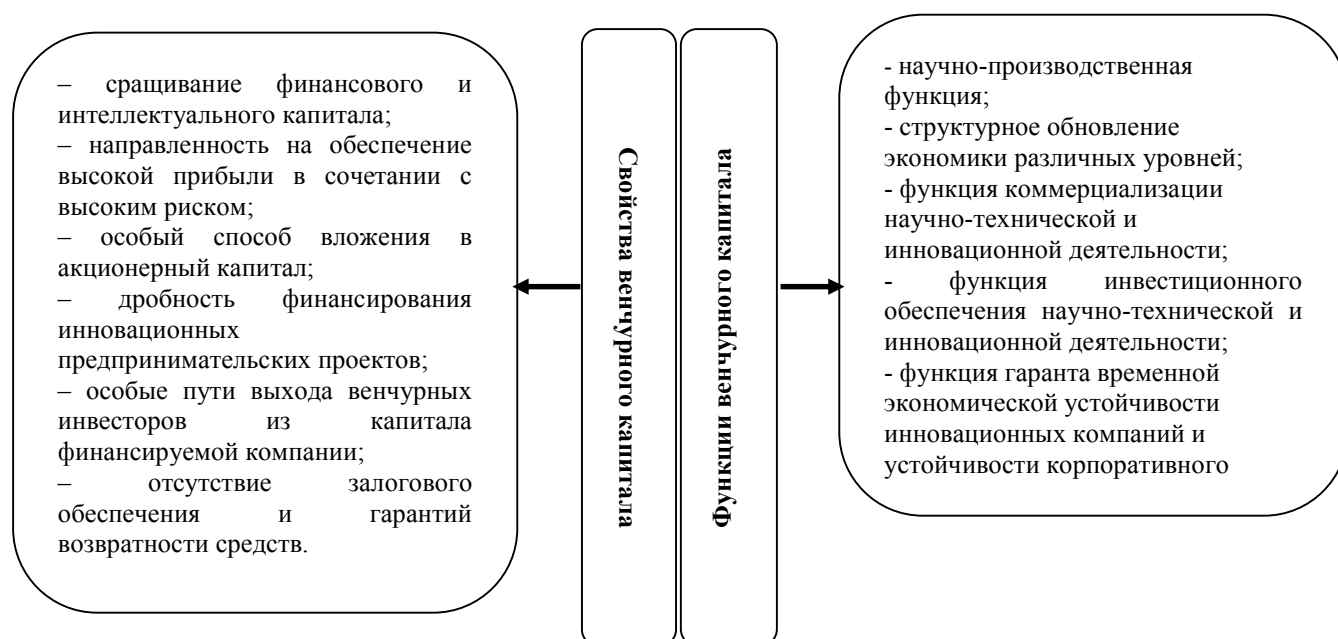 – сращивание финансового и
интеллектуального капитала;
– направленность на обеспечение
высокой прибыли в сочетании с
высоким риском;
– особый способ вложения в
акционерный капитал;
– дробность финансирования
инновационных
предпринимательских проектов;
– особые пути выхода венчурных
инвесторов из капитала
финансируемой компании;
– отсутствие залогового
обеспечения и гарантий
возвратности средств.
Свойства венчурного капитала
Функции венчурного капитала
- научно-производственная
функция;
- структурное обновление
экономики различных уровней;
- функция коммерциализации
научно-технической и
инновационной деятельности;
- функция инвестиционного
обеспечения научно-технической и
инновационной деятельности;
- функция гаранта временной
экономической устойчивости
инновационных компаний и
устойчивости корпоративного